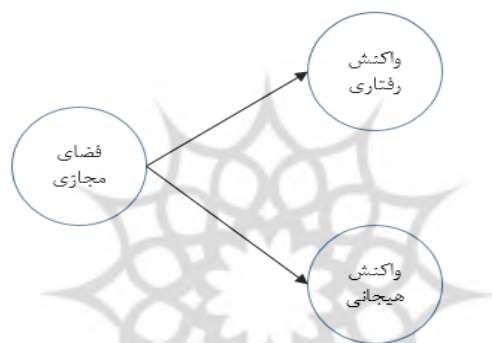 واکنش
رفتاری
فضای
مجازی
واکنش
هیجانی